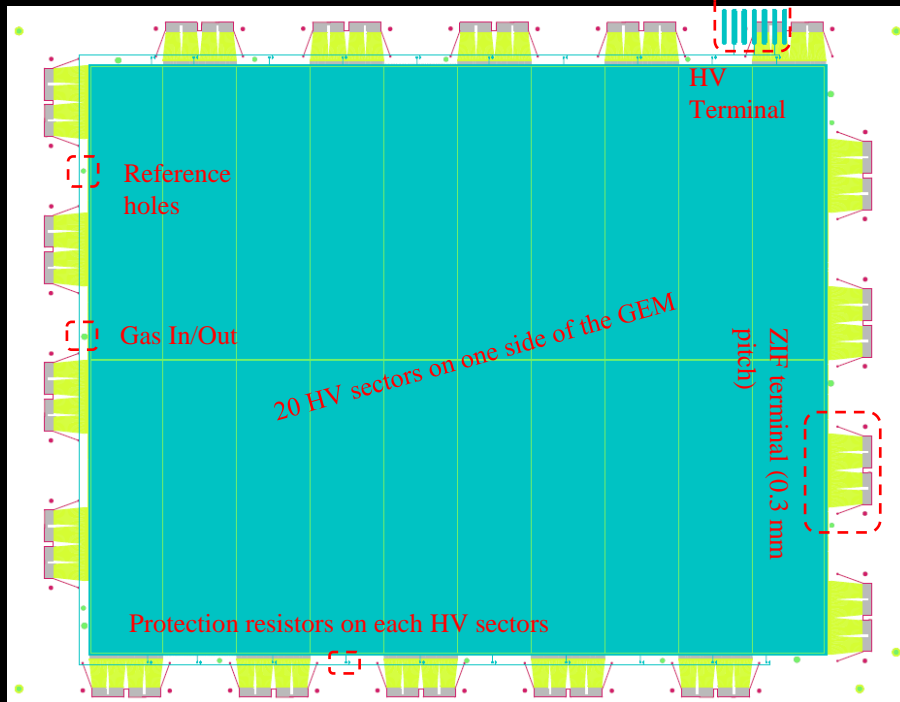 HV
Terminal
Reference
holes
Gas In/Out
20 HV sectors on one side of the GEM
ZIF terminal (0.3 mm
pitch)
Protection resistors on each HV sectors